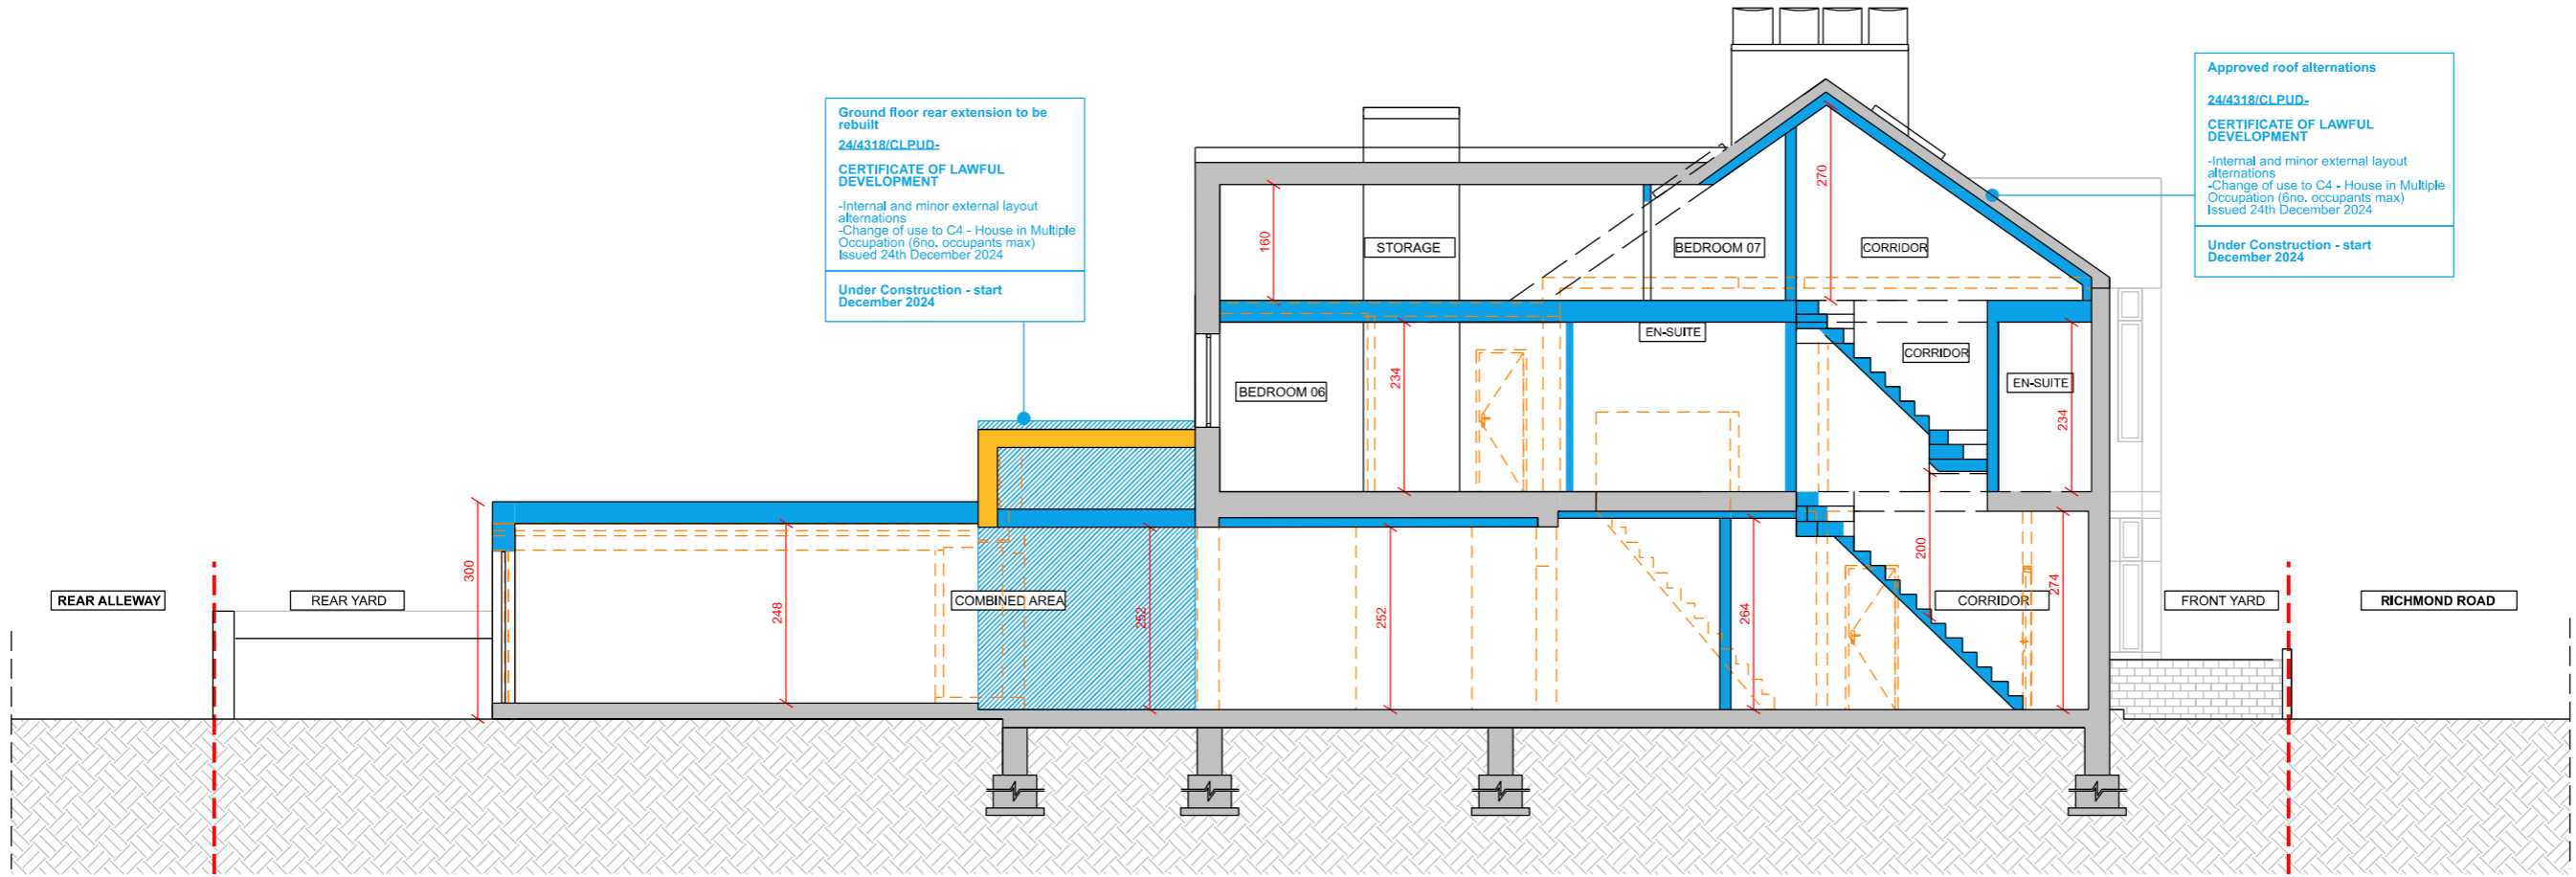 Ground floor rear extension to be
rebuilt
24/4318/CLPUD-
CERTIFICATE OF LAWFUL
DEVELOPMENT
-Internal and minor external layout
alternations
-Change of use to C4 - House in Multiple
Occupation (6no. occupants max)
Issued 24th December 2024
Under Construction - start
December 2024
Approved roof alternations
24/4318/CLPUD-
CERTIFICATE OF LAWFUL
DEVELOPMENT
-Internal and minor external layout
alternations
-Change of use to C4 - House in Multiple
Occupation (6no. occupants max)
Issued 24th December 2024
Under Construction - start
December 2024
160
STORAGE
BEDROOM 07
270
CORRIDOR
EN-SUITE
CORRIDOR
BEDROOM 06
234
EN-SUITE
234
300
248
252
252
264
200
274
REAR ALLEWAY
REAR YARD
COMBINED AREA
CORRIDOR
FRONT YARD
RICHMOND ROAD